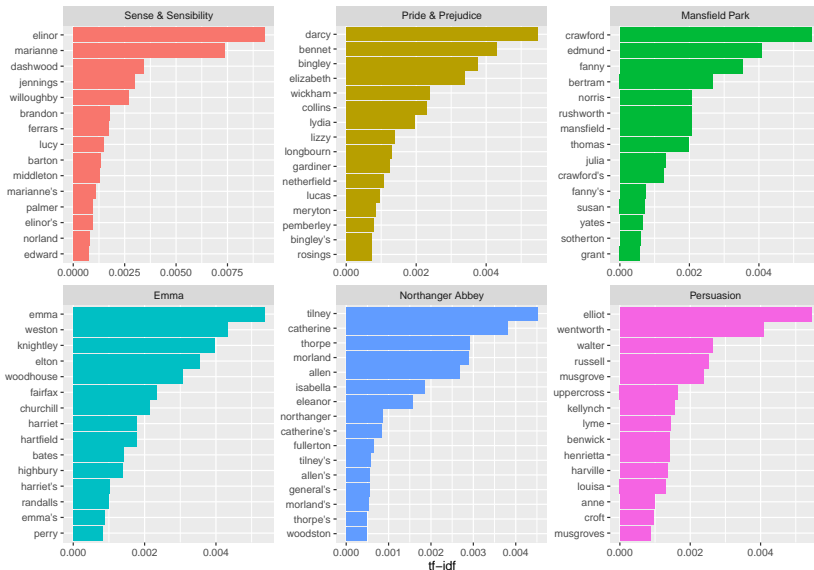 Sense & Sensibility
elinor
marianne
dashwood
jennings
willoughby
brandon
ferrars
lucy
barton
middleton
marianne's
palmer
elinor's
norland
edward
0.0000 0.0025 0.0050 0.0075
Pride & Prejudice
darcy
bennet
bingley
elizabeth
wickham
collins
lydia
lizzy
longbourn
gardiner
netherfield
lucas
meryton
pemberley
bingley's
rosings
0.000 0.002 0.004
Mansfield Park
crawford
edmund
fanny
bertram
norris
rushworth
mansfield
thomas
julia
crawford's
fanny's
susan
yates
sotherton
grant
0.000 0.002 0.004
Emma
emma
weston
knightley
elton
woodhouse
fairfax
churchill
harriet
hartfield
bates
highbury
harriet's
randalls
emma's
perry
0.000 0.002 0.004
Northanger Abbey
tilney
catherine
thorpe
morland
allen
isabella
eleanor
northanger
catherine's
fullerton
tilney's
allen's
general's
morland's
thorpe's
woodston
0.000 0.001 0.002 0.003 0.004
Persuasion
elliot
wentworth
walter
russell
musgrove
uppercross
kellynch
lyme
benwick
henrietta
harville
louisa
anne
croft
musgroves
0.000 0.002 0.004
tf−idf